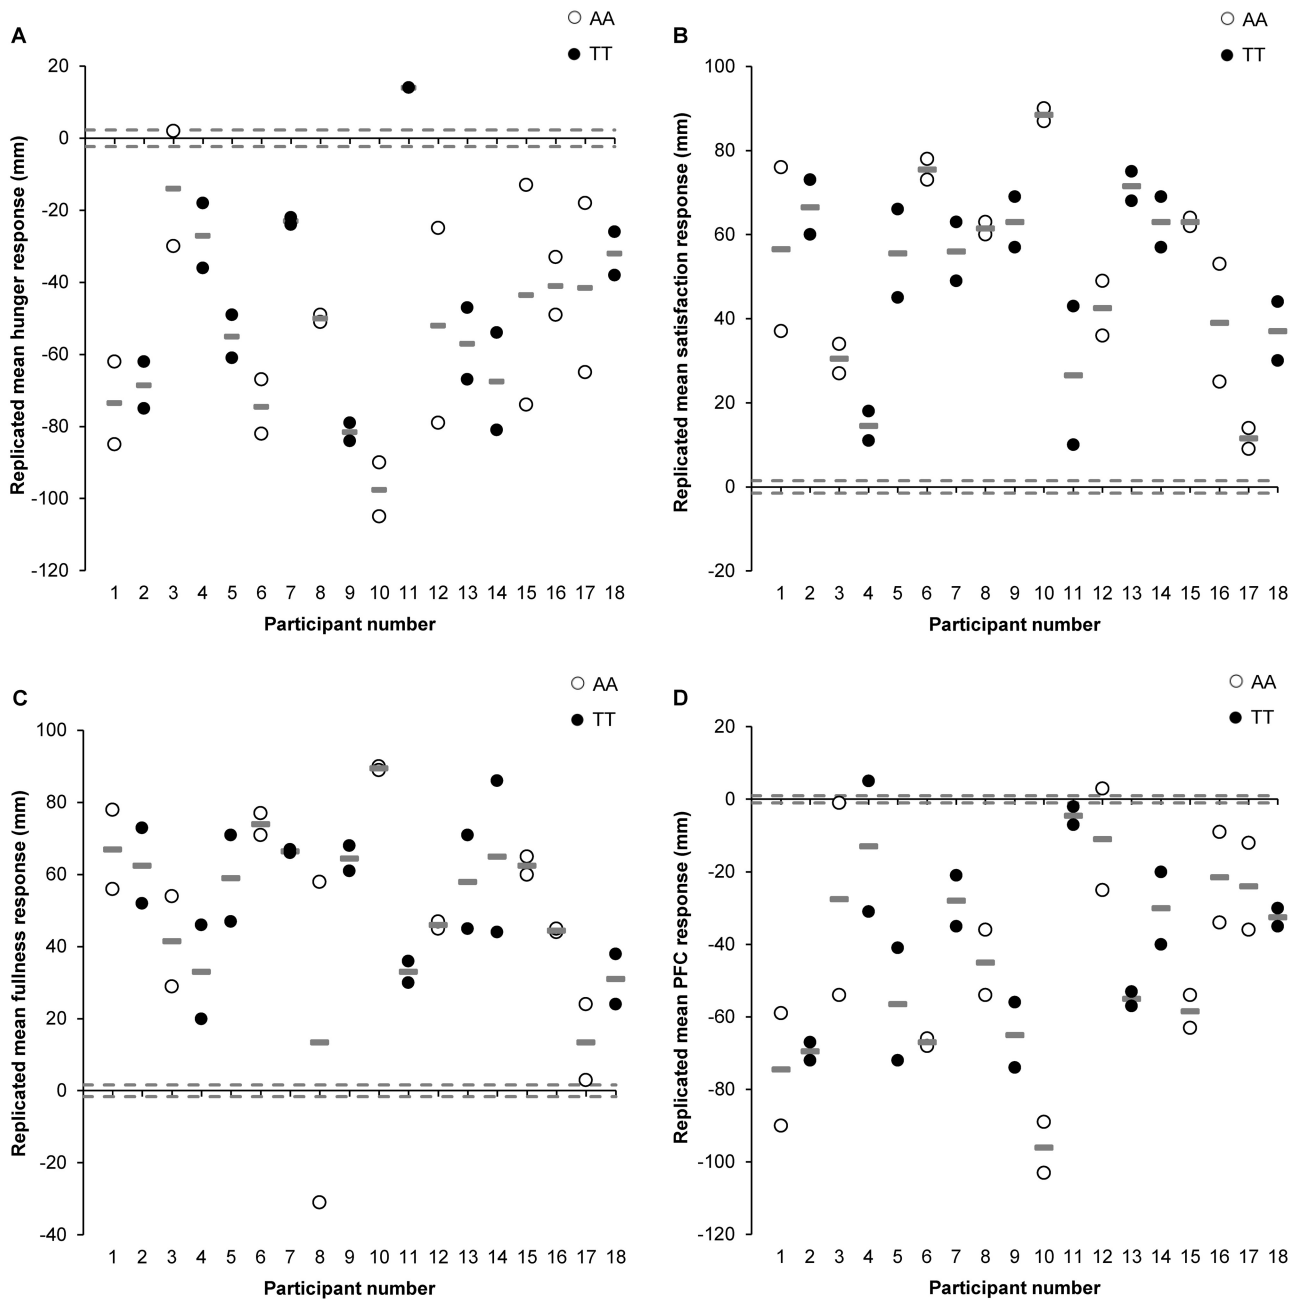 A
AA
TT
20
0
-20
-40
-60
-80
-100
-120
Replicated mean hunger response (mm)
1 2 3 4 5 6 7 8 9 10 11 12 13 14 15 16 17 18
Participant number
B
AA
TT
100
80
60
40
20
0
-20
Replicated mean satisfaction response (mm)
1 2 3 4 5 6 7 8 9 10 11 12 13 14 15 16 17 18
Participant number
C
AA
TT
100
80
60
40
20
0
-20
-40
Replicated mean fullness response (mm)
1 2 3 4 5 6 7 8 9 10 11 12 13 14 15 16 17 18
Participant number
D
AA
TT
20
0
-20
-40
-60
-80
-100
-120
Replicated mean PFC response (mm)
1 2 3 4 5 6 7 8 9 10 11 12 13 14 15 16 17 18
Participant number